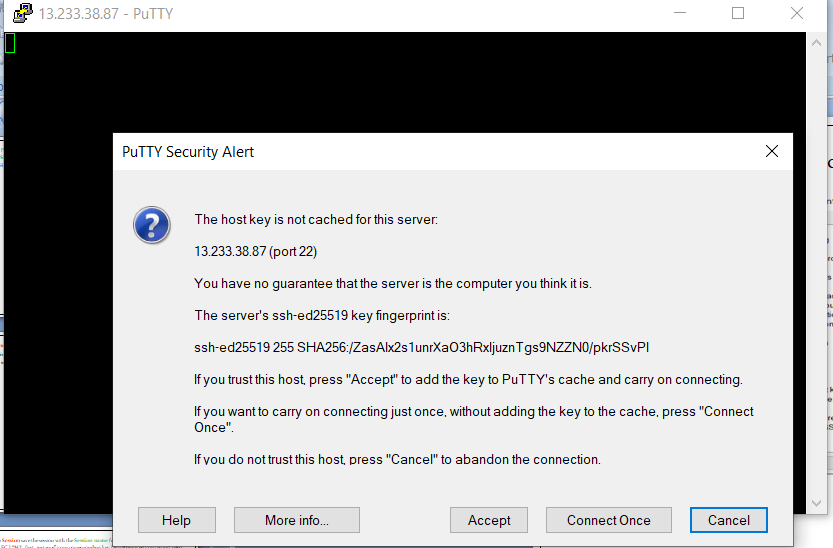 13.233.38.87 - PuTTY
PuTTY Security Alert
The host key is not cached for this server:
13.233.38.87 (port 22)
You have no guarantee that the server is the computer you think it is.
The server's ssh-ed25519 key fingerprint is:
ssh-ed25519 255 SHA256:/ZasAlx2s1unrXaO3hRxljuznTgs9NZZN0/pkrSSvPI
If you trust this host, press "Accept" to add the key to PuTTY's cache and carry on connecting.
If you want to carry on connecting just once, without adding the key to the cache, press "Connect
Once".
If you do not trust this host, press "Cancel" to abandon the connection.
Help
More info...
Accept
Connect Once
Cancel